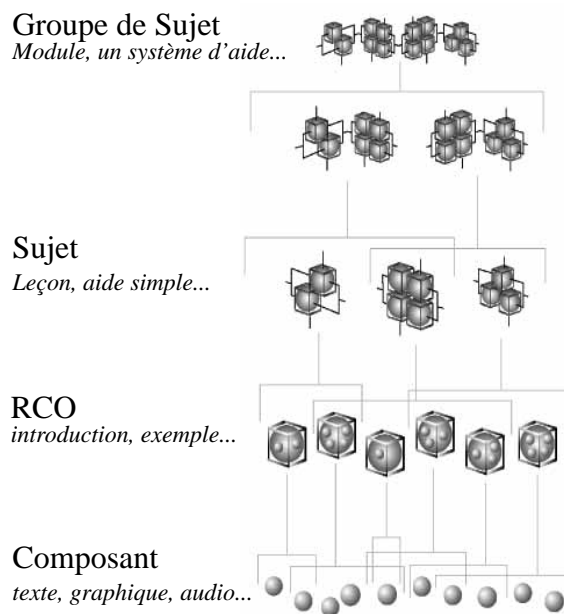 Groupe de Sujet
Module, un système d’aide...
Sujet
Leçon, aide simple...
RCO
introduction, exemple...
Composant
texte, graphique, audio...